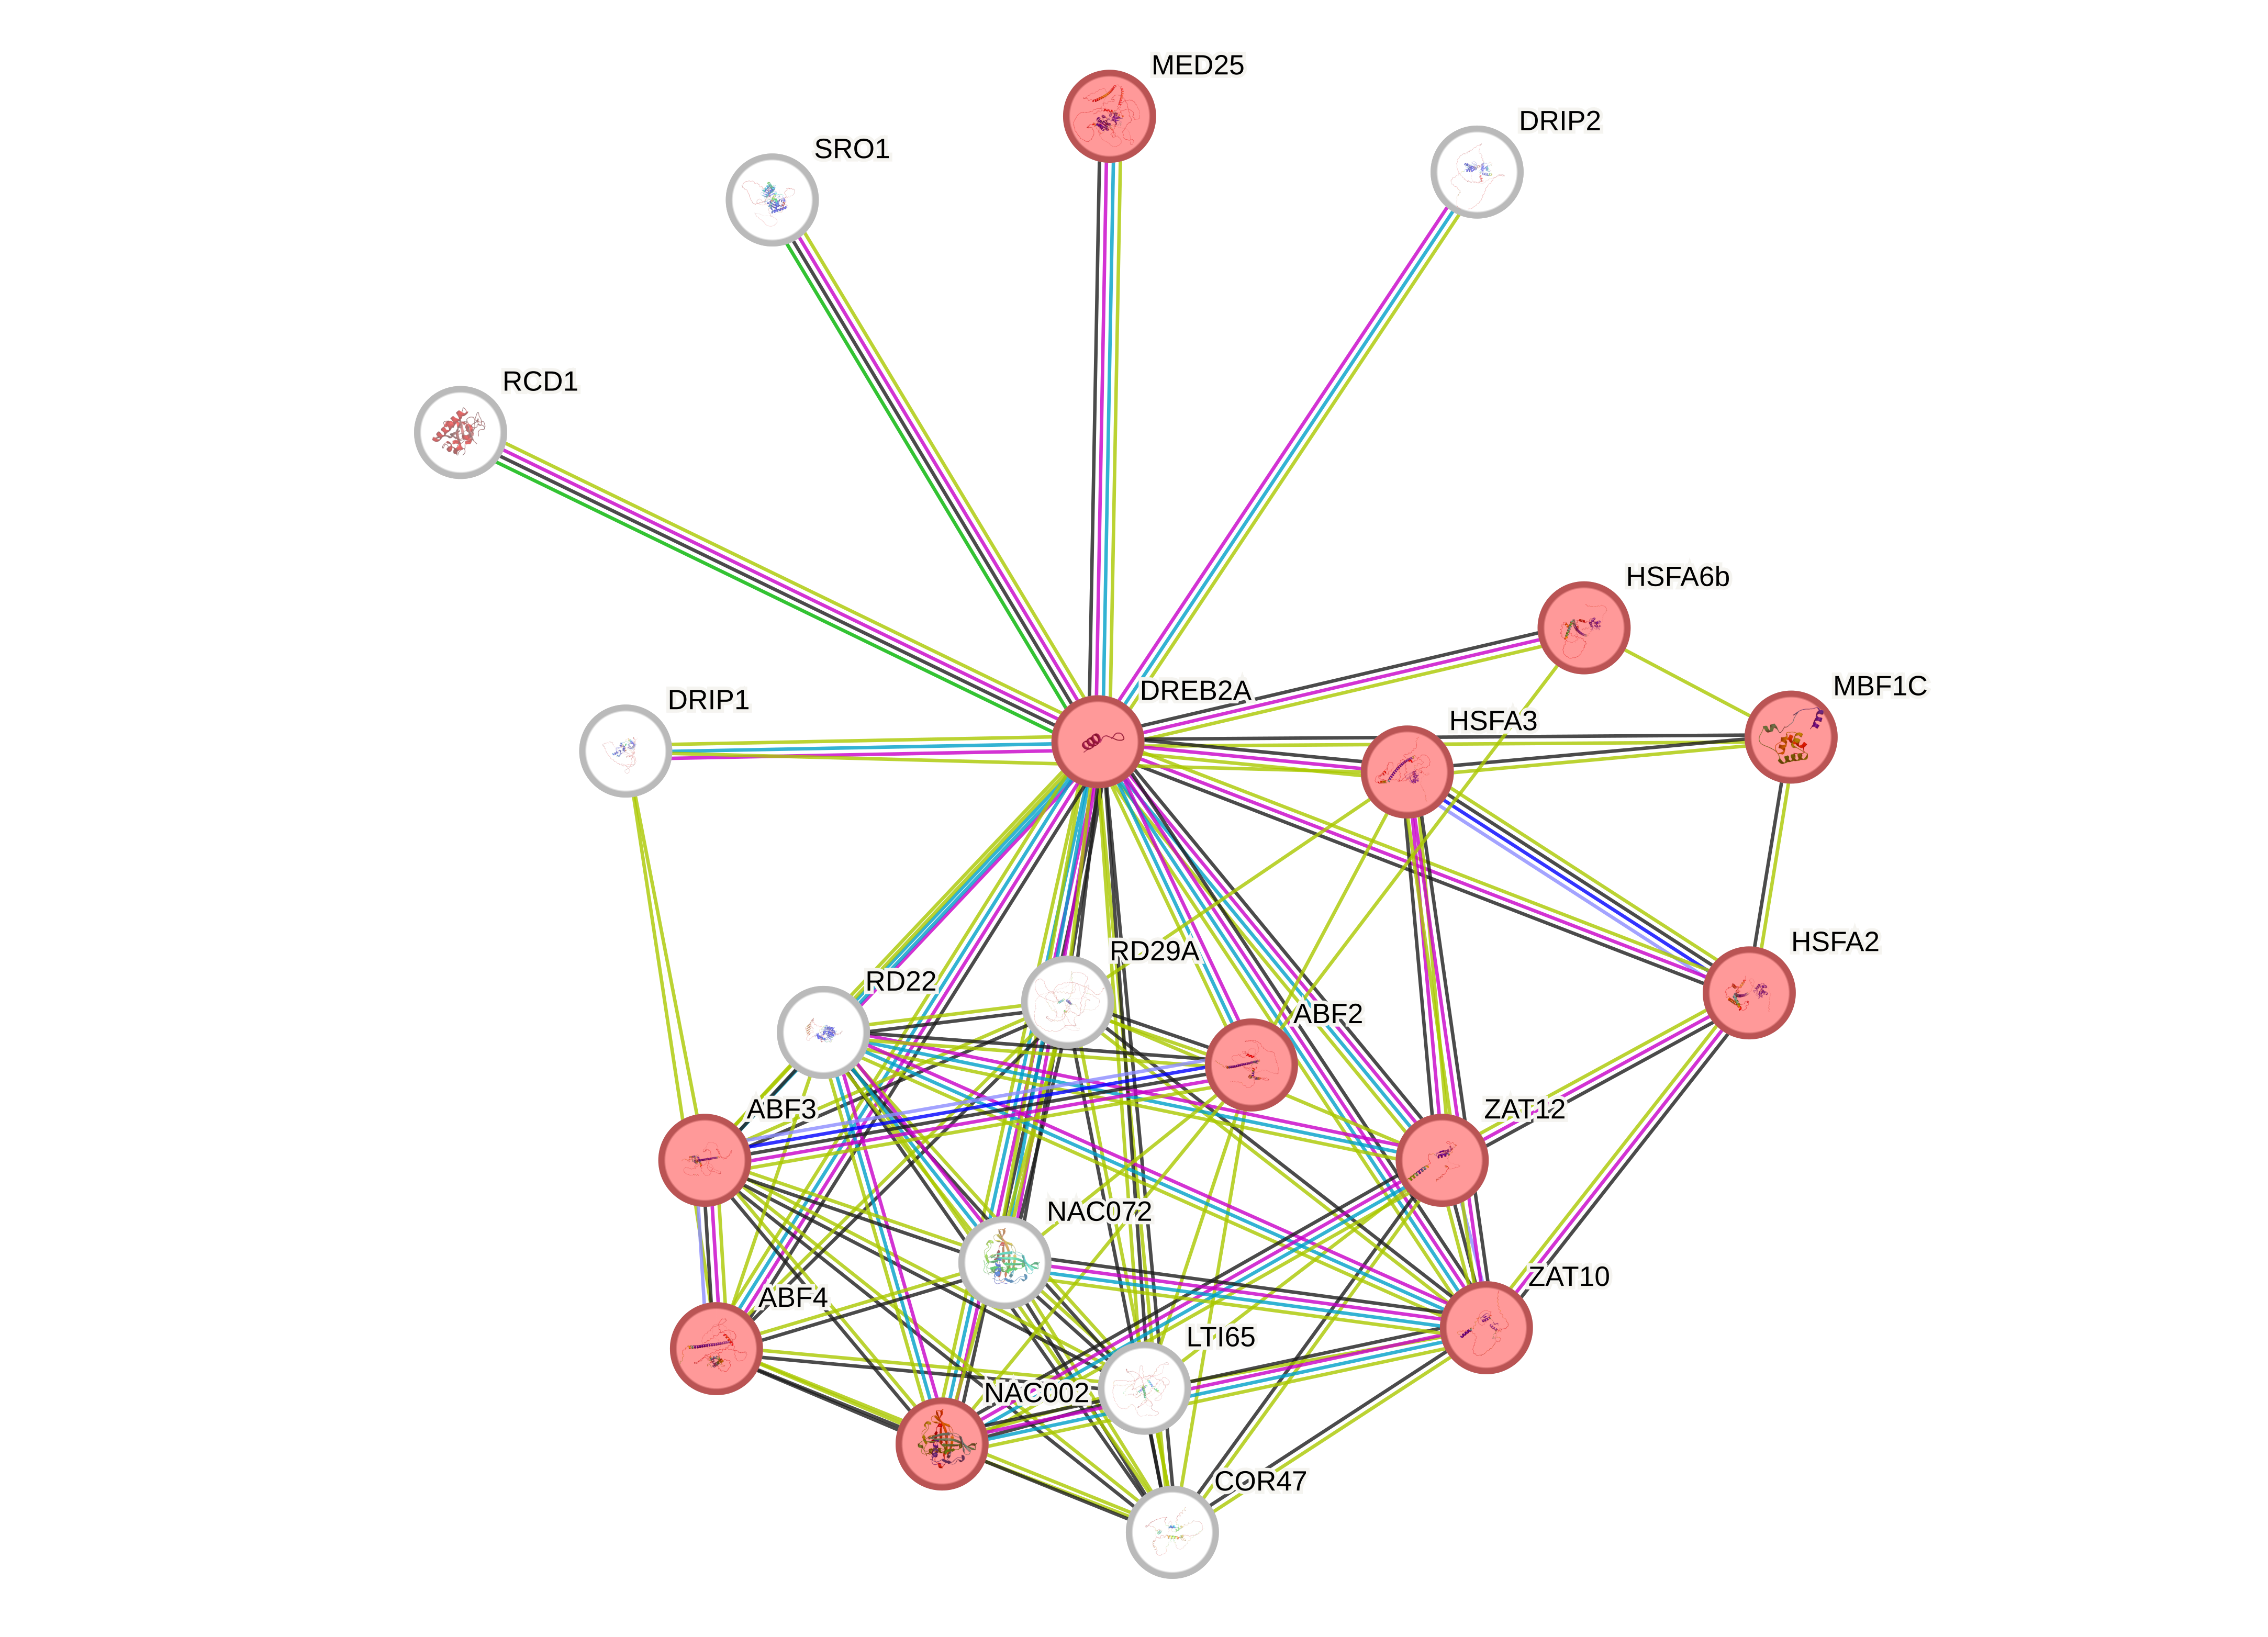 MED25
DRIP2
SRO1
RCD1
HSFA6b
MBF1C
DREB2A
DRIP1
HSFA3
HSFA2
RD29A
RD22
ABF2
ABF3
ZAT12
NAC072
ZAT10
ABF4
LTI65
NAC002
COR47